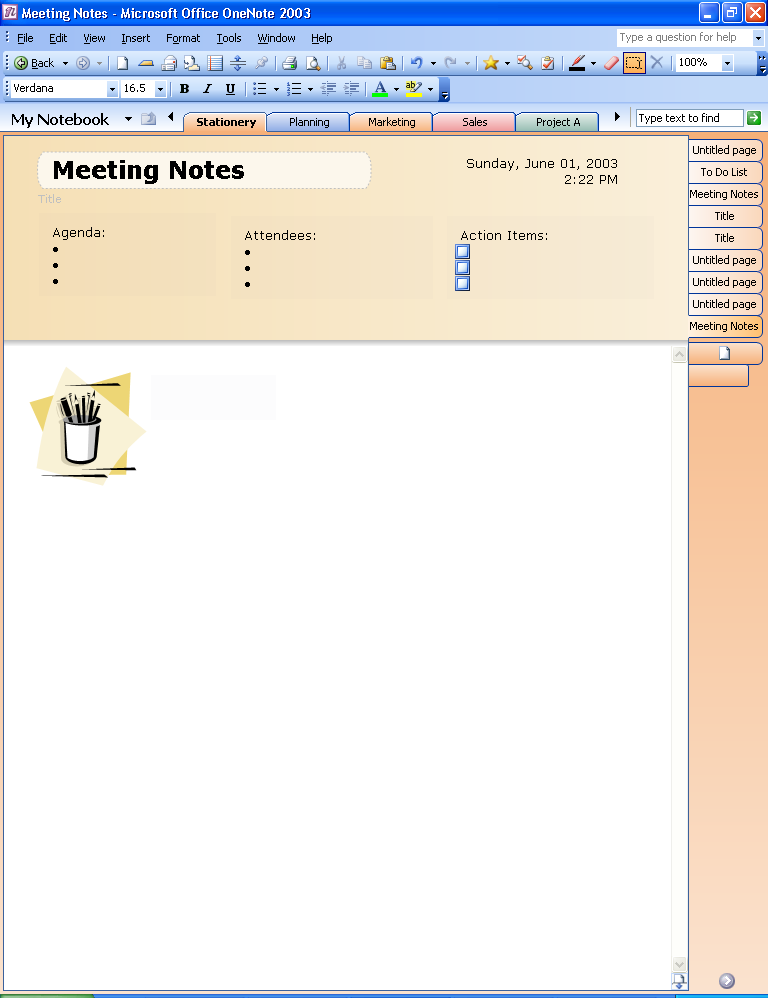 Meeting Notes - Microsoft Office OneNote 2003
File Edit View Insert Format Tools Window Help Type a question for help
Back 100%
Verdana 16.5 B I U A ab
My Notebook Stationery Planning Marketing Sales Project A Type text to find
Meeting Notes
Title
Sunday, June 01, 2003
2:22 PM
Agenda:
Attendees:
Action Items:
Untitled page
To Do List
Meeting Notes
Title
Title
Untitled page
Untitled page
Untitled page
Meeting Notes